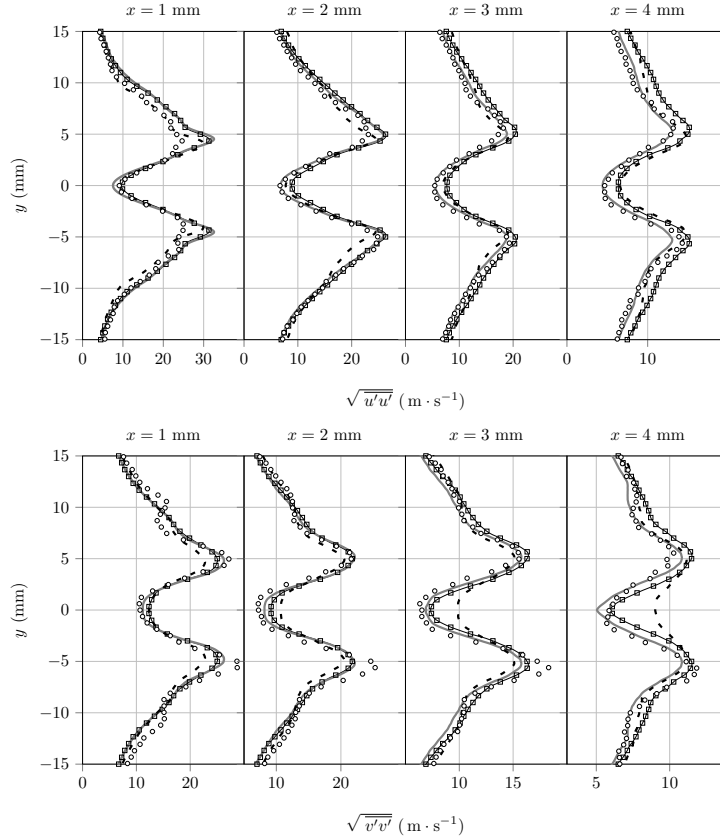 x = 1 mm x = 2 mm x = 3 mm x = 4 mm
15
10
5
0
−5
−10
−15
y (mm)
0 10 20 30 0 10 20 0 10 20 0 10
√u′u′ (m · s⁻¹)
x = 1 mm x = 2 mm x = 3 mm x = 4 mm
15
10
5
0
−5
−10
−15
y (mm)
0 10 20 10 20 10 15 5 10
√v′v′ (m · s⁻¹)